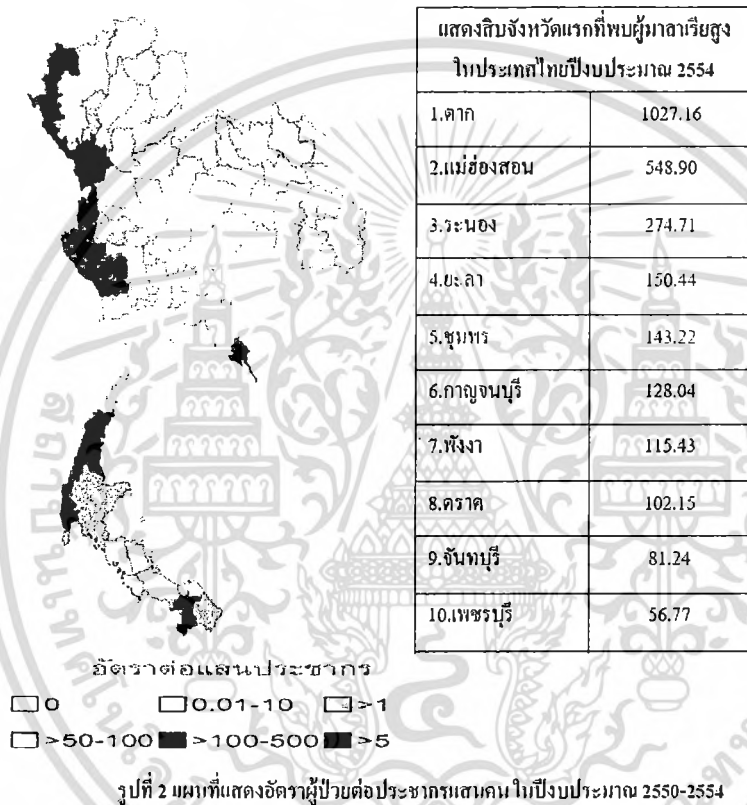 แสดงสิบจังหวัดแรกที่พบผู้มาลาเรียสูง
ในประเทศไทยปีงบประมาณ 2554
1.ตาก 1027.16
2.แม่ฮ่องสอน 548.90
3.ระนอง 274.71
4.ยะลา 150.44
5.ชุมพร 143.22
6.กาญจนบุรี 128.04
7.พังงา 115.43
8.ตราด 102.15
9.จันทบุรี 81.24
10.เพชรบุรี 56.77
อัตราต่อแสนประชากร
0 0.01-10 >1
>50-100 >100-500 >5
รูปที่ 2 แผนที่แสดงอัตราผู้ป่วยต่อประชากรแสนคน ในปีงบประมาณ 2550-2554